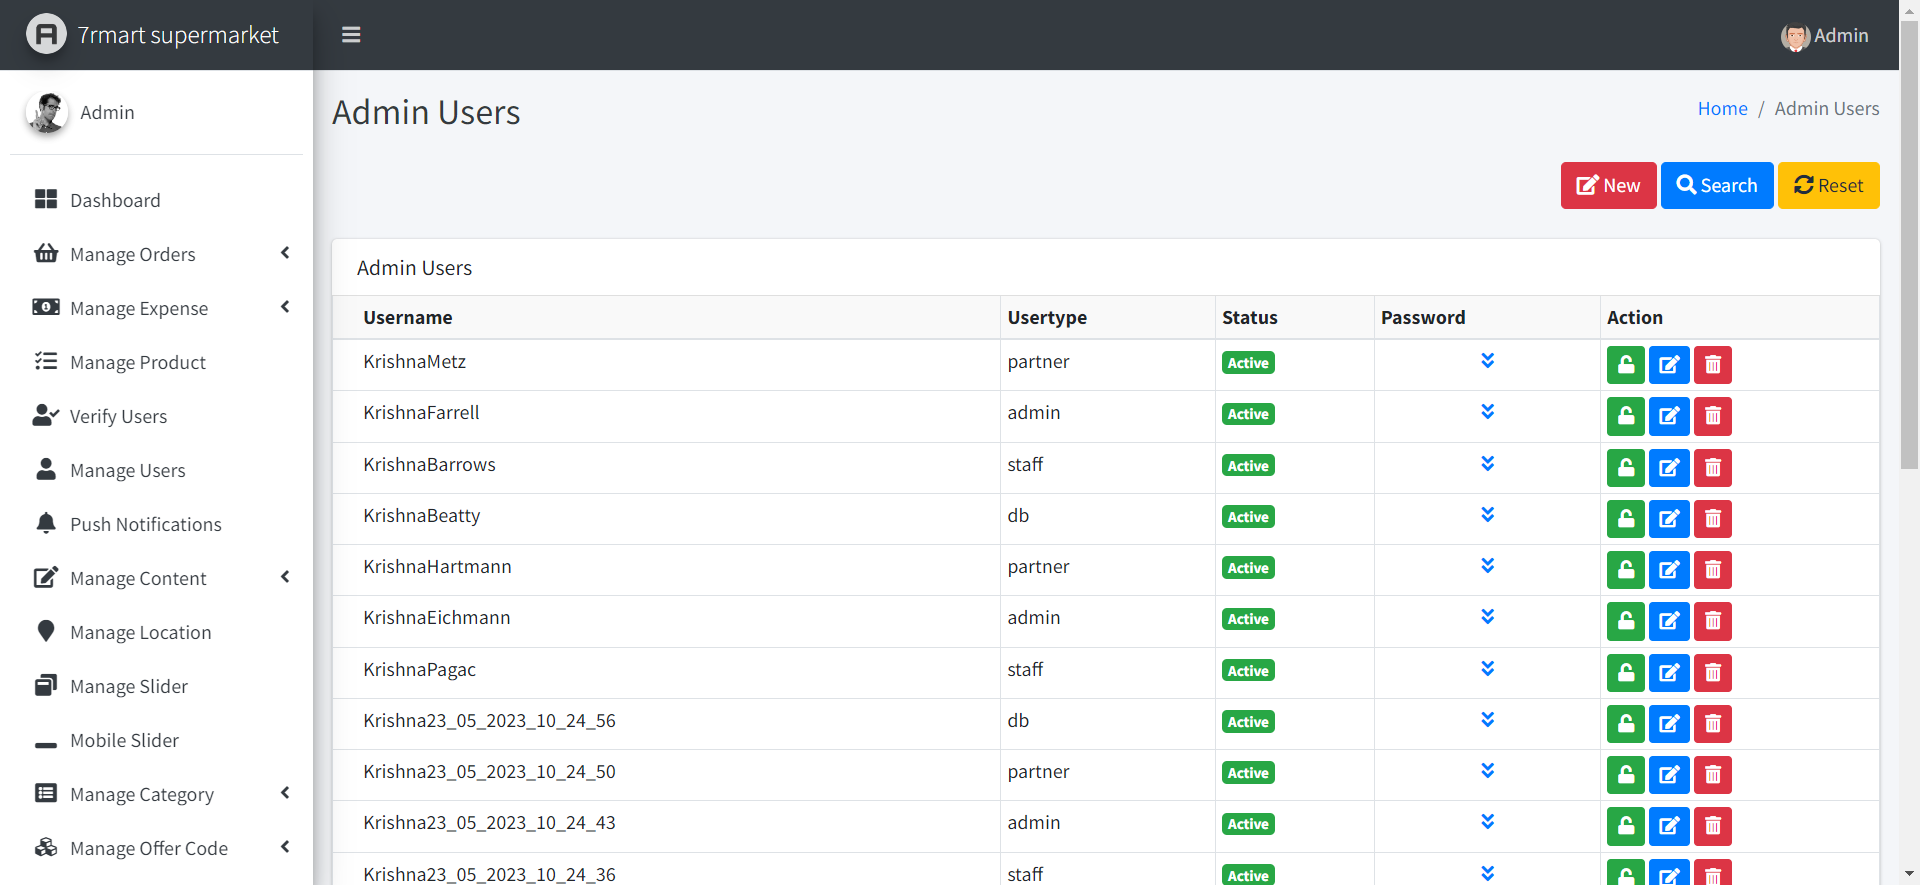 7rmart supermarket
Admin
Admin
Dashboard
Manage Orders
Manage Expense
Manage Product
Verify Users
Manage Users
Push Notifications
Manage Content
Manage Location
Manage Slider
Mobile Slider
Manage Category
Manage Offer Code
Admin Users
Home / Admin Users
New Search Reset
Admin Users
Username Usertype Status Password Action
KrishnaMetz partner Active
KrishnaFarrell admin Active
KrishnaBarrows staff Active
KrishnaBeatty db Active
KrishnaHartmann partner Active
KrishnaEichmann admin Active
KrishnaPagac staff Active
Krishna23_05_2023_10_24_56 db Active
Krishna23_05_2023_10_24_50 partner Active
Krishna23_05_2023_10_24_43 admin Active
Krishna23_05_2023_10_24_36 staff Active